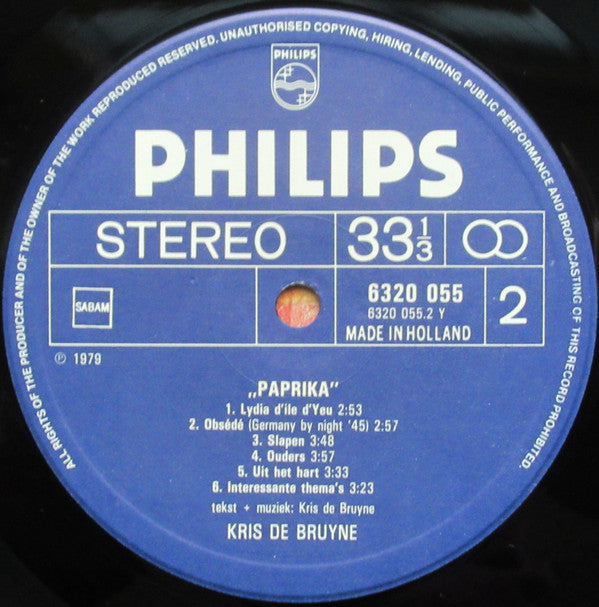 ALL RIGHTS OF THE PRODUCER AND OF THE OWNER OF THE WORK REPRODUCED RESERVED. UNAUTHORISED COPYING, HIRING, LENDING, PUBLIC PERFORMANCE AND BROADCASTING OF THIS RECORD PROHIBITED.
PHILIPS
PHILIPS
STEREO 33⅓
SABAM
6320 055
6320 055.2 Y
MADE IN HOLLAND
2
℗ 1979
„PAPRIKA"
1. Lydia d'ile d'Yeu 2:53
2. Obsédé (Germany by night '45) 2:57
3. Slapen 3:48
4. Ouders 3:57
5. Uit het hart 3:33
6. Interessante thema's 3:23
tekst + muziek: Kris de Bruyne
KRIS DE BRUYNE